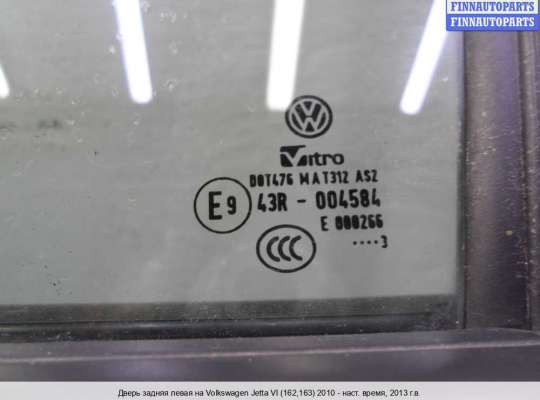 FINNAUTOPARTS
FINNAUTOPARTS
Vitro
DOT476 M A T312 AS2
E9
43R - 004584
E 000266
CCC
····3
Дверь задняя левая на Volkswagen Jetta VI (162,163) 2010 - наст. время, 2013 г.в.